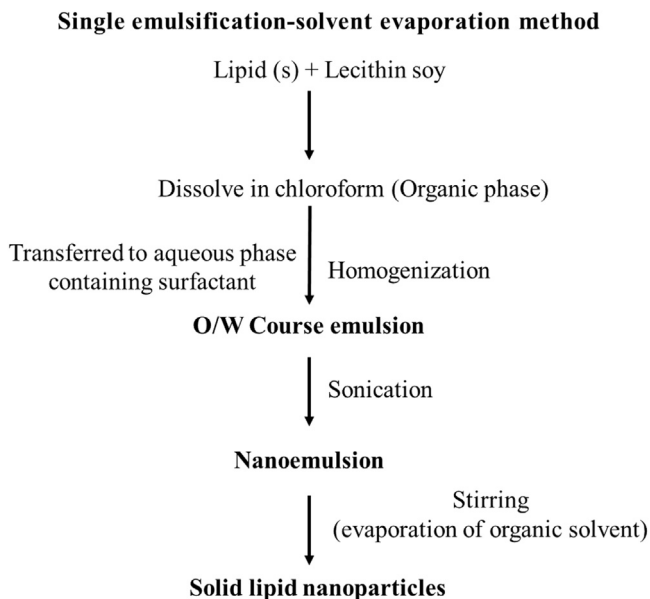 Single emulsification-solvent evaporation method
Lipid (s) + Lecithin soy
Dissolve in chloroform (Organic phase)
Transferred to aqueous phase
containing surfactant
Homogenization
O/W Course emulsion
Sonication
Nanoemulsion
Stirring
(evaporation of organic solvent)
Solid lipid nanoparticles